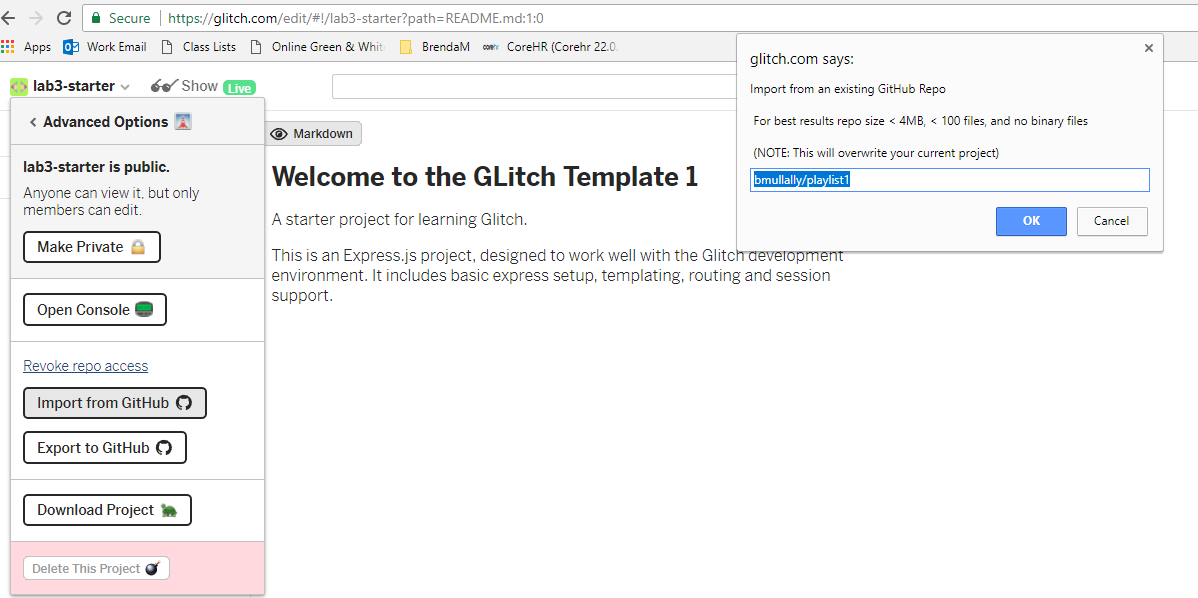 Secure
https://glitch.com/edit/#!/lab3-starter?path=README.md:1:0
Apps Work Email Class Lists Online Green & Whit BrendaM CoreHR (Corehr 22.0.
lab3-starter Show Live
Advanced Options
lab3-starter is public.
Anyone can view it, but only
members can edit.
Make Private
Open Console
Revoke repo access
Import from GitHub
Export to GitHub
Download Project
Delete This Project
Markdown
Welcome to the GLitch Template 1
A starter project for learning Glitch.
This is an Express.js project, designed to work well with the Glitch development
environment. It includes basic express setup, templating, routing and session
support.
glitch.com says:
Import from an existing GitHub Repo
For best results repo size < 4MB, < 100 files, and no binary files
(NOTE: This will overwrite your current project)
bmullally/playlist1
OK Cancel